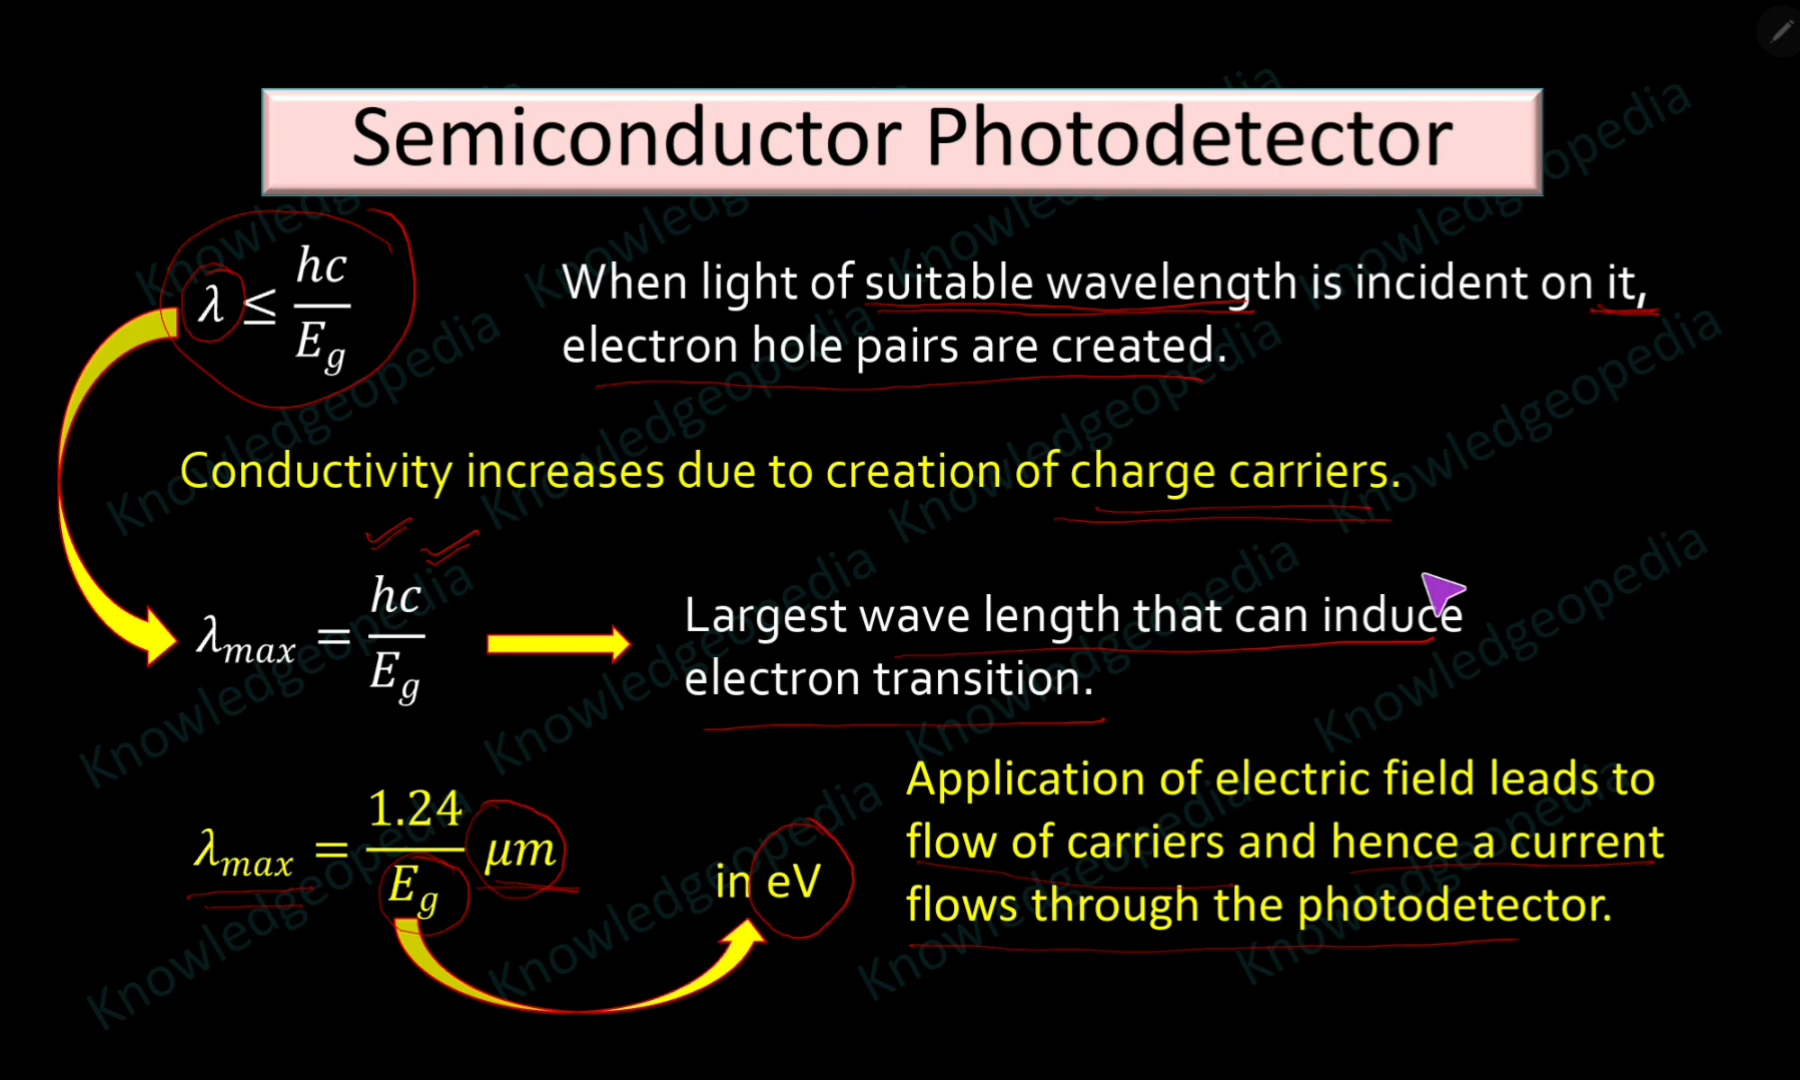 Semiconductor Photodetector
λ ≤ hc / E_g
When light of suitable wavelength is incident on it,
electron hole pairs are created.
Conductivity increases due to creation of charge carriers.
λ_max = hc / E_g
Largest wave length that can induce
electron transition.
λ_max = 1.24 / E_g μm
in eV
Application of electric field leads to
flow of carriers and hence a current
flows through the photodetector.
Knowledgeopedia